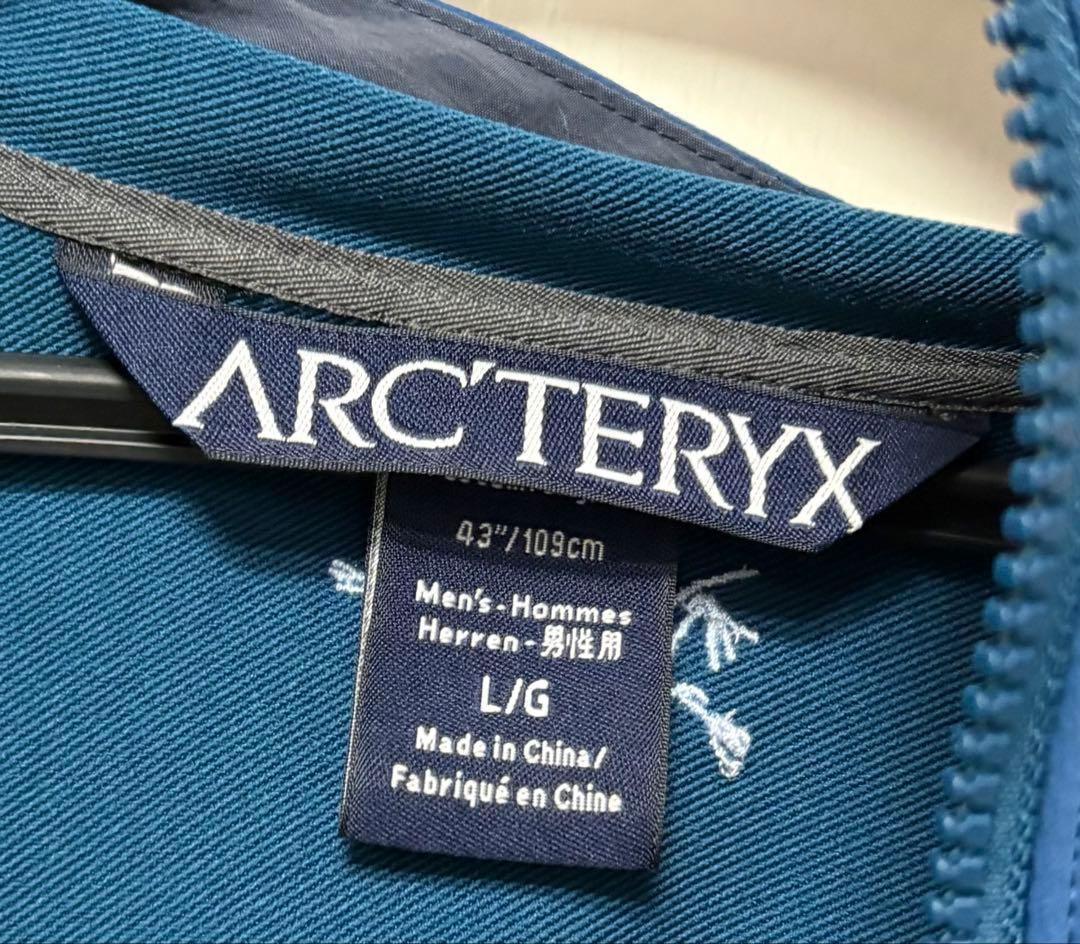 ARC'TERYX
43"/109cm
Men's-Hommes
Herren-男性用
L/G
Made in China/
Fabriqué en Chine